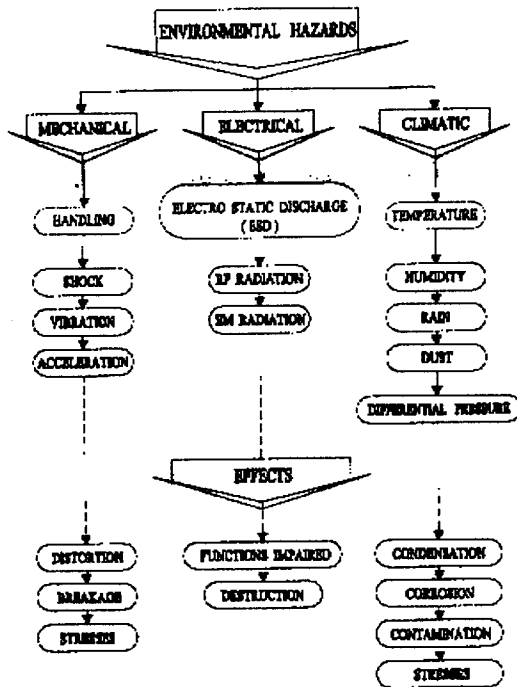 ENVIRONMENTAL HAZARDS
MECHANICAL
ELECTRICAL
CLIMATIC
HANDLING
ELECTRO STATIC DISCHARGE
(ESD)
TEMPERATURE
SHOCK
RF RADIATION
HUMIDITY
VIBRATION
EM RADIATION
RAIN
ACCELERATION
DUST
DIFFERENTIAL PRESSURE
EFFECTS
DISTORTION
FUNCTIONS IMPAIRED
CONDENSATION
BREAKAGE
DESTRUCTION
CORROSION
STRESSES
CONTAMINATION
STRESSES